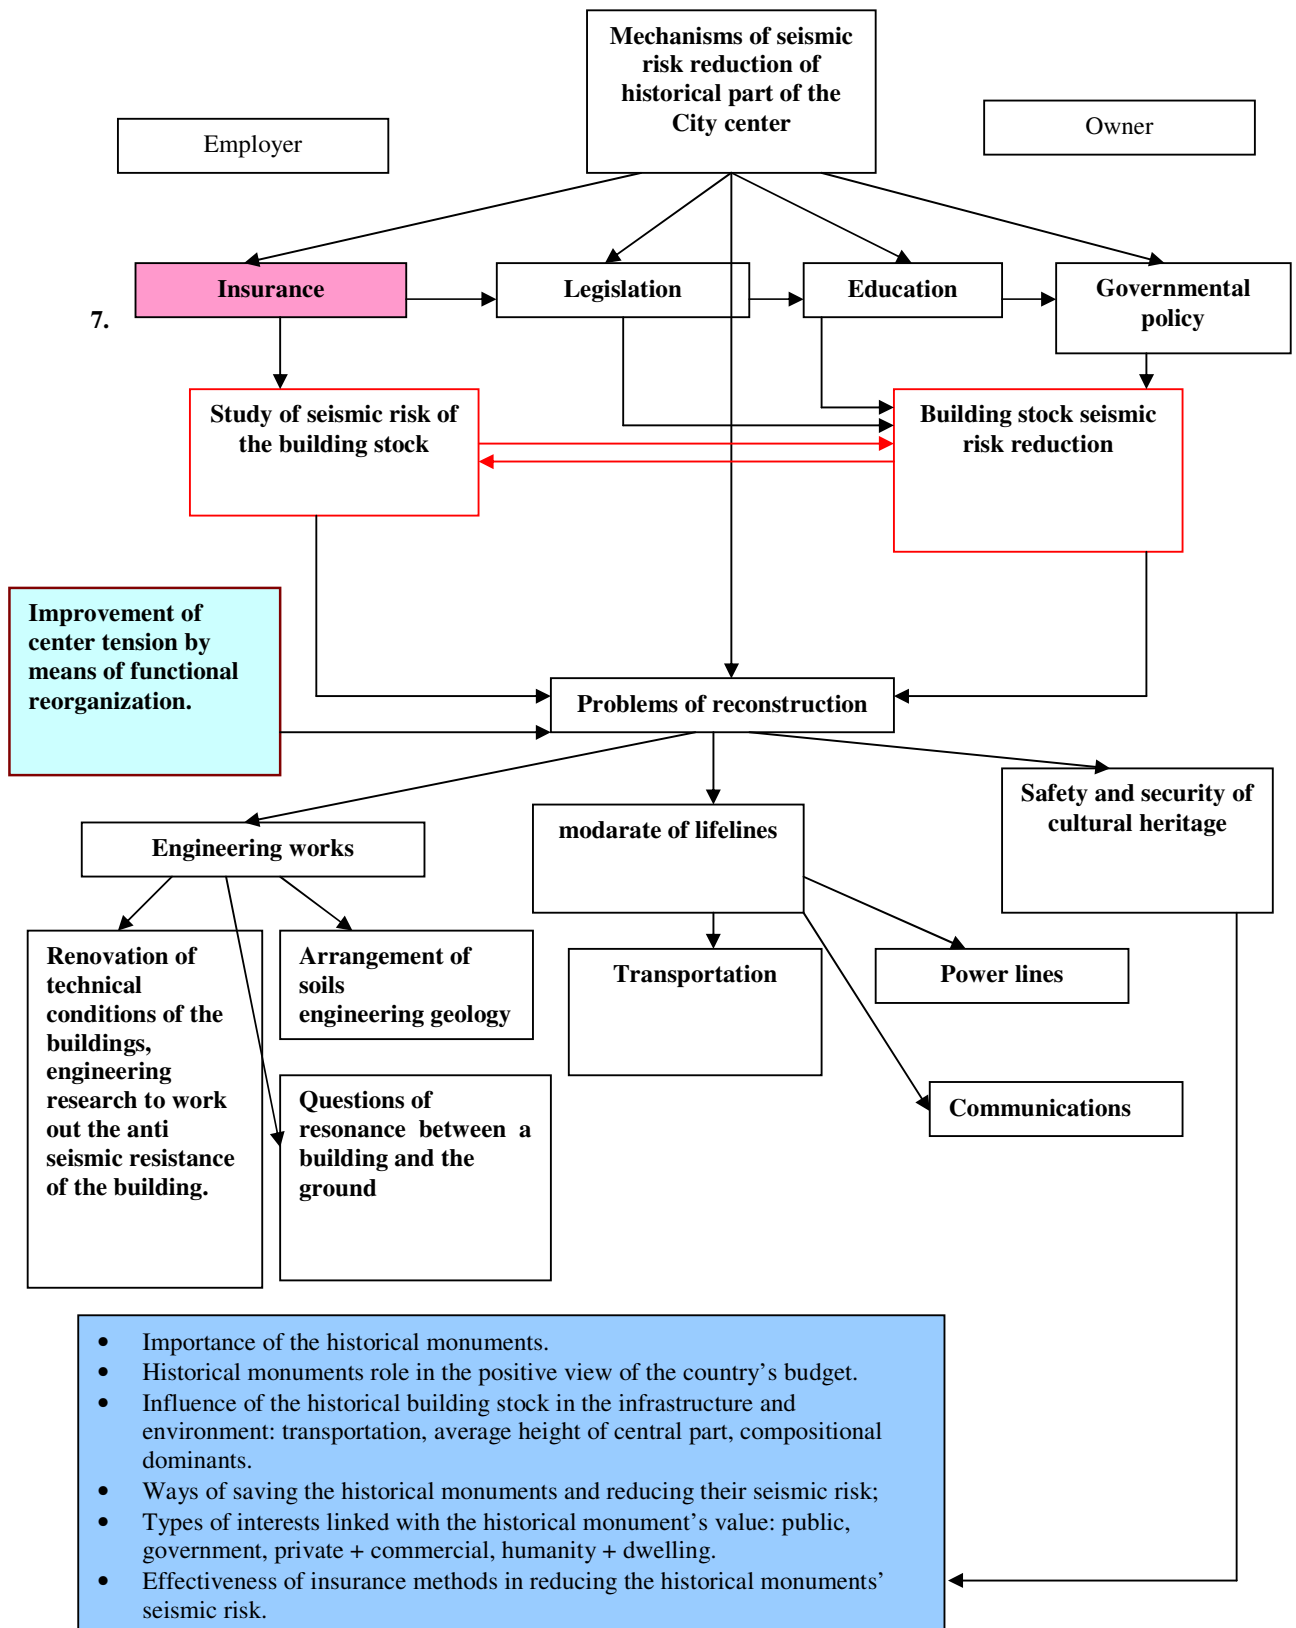 Mechanisms of seismic
risk reduction of
historical part of the
City center
Employer
Owner
Insurance
Legislation
Education
Governmental
policy
7.
Study of seismic risk of
the building stock
Building stock seismic
risk reduction
Improvement of
center tension by
means of functional
reorganization.
Problems of reconstruction
Engineering works
modarate of lifelines
Safety and security of
cultural heritage
Renovation of
technical
conditions of the
buildings,
engineering
research to work
out the anti
seismic resistance
of the building.
Arrangement of
soils
engineering geology
Questions of
resonance between a
building and the
ground
Transportation
Power lines
Communications
• Importance of the historical monuments.
• Historical monuments role in the positive view of the country's budget.
• Influence of the historical building stock in the infrastructure and
environment: transportation, average height of central part, compositional
dominants.
• Ways of saving the historical monuments and reducing their seismic risk;
• Types of interests linked with the historical monument's value: public,
government, private + commercial, humanity + dwelling.
• Effectiveness of insurance methods in reducing the historical monuments'
seismic risk.